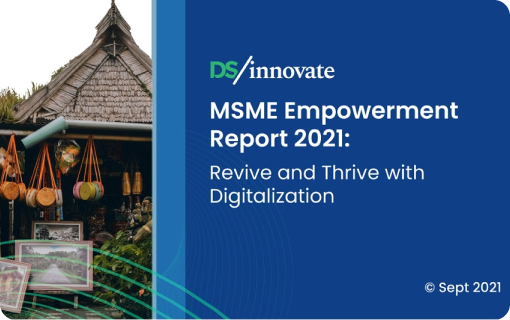 DS/innovate
MSME Empowerment
Report 2021:
Revive and Thrive with
Digitalization
© Sept 2021